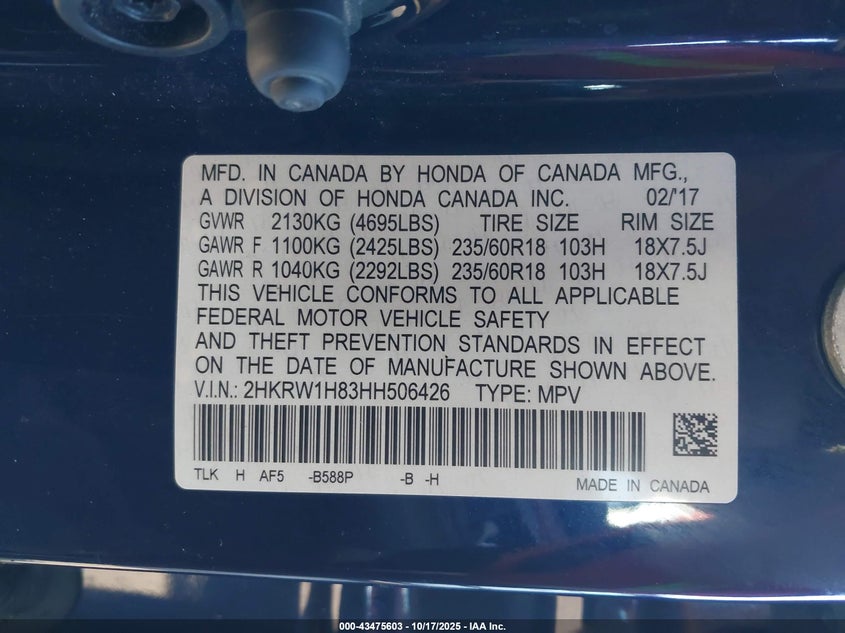 MFD. IN CANADA BY HONDA OF CANADA MFG.,
A DIVISION OF HONDA CANADA INC. 02/'17
GVWR 2130KG (4695LBS) TIRE SIZE RIM SIZE
GAWR F 1100KG (2425LBS) 235/60R18 103H 18X7.5J
GAWR R 1040KG (2292LBS) 235/60R18 103H 18X7.5J
THIS VEHICLE CONFORMS TO ALL APPLICABLE
FEDERAL MOTOR VEHICLE SAFETY
AND THEFT PREVENTION STANDARDS IN EFFECT
ON THE DATE OF MANUFACTURE SHOWN ABOVE.
V.I.N.: 2HKRW1H83HH506426 TYPE: MPV
TLK H AF5 -B588P -B -H MADE IN CANADA
000-43475603 - 10/17/2025 - IAA Inc.